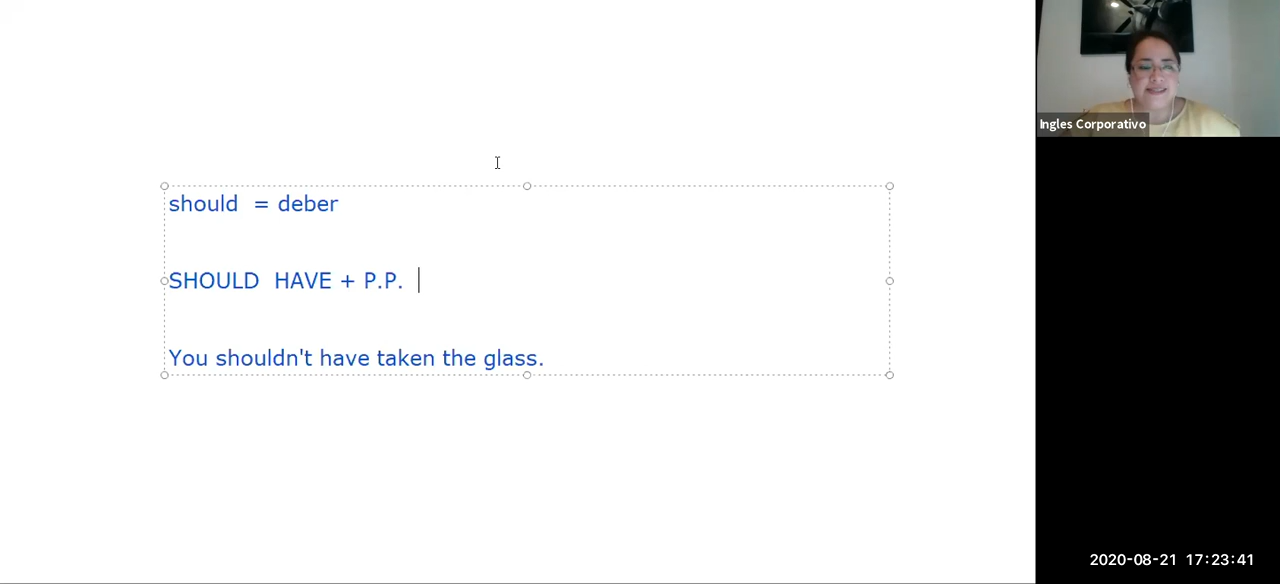 should = deber
SHOULD HAVE + P.P.
You shouldn't have taken the glass.
Ingles Corporativo
2020-08-21 17:23:41